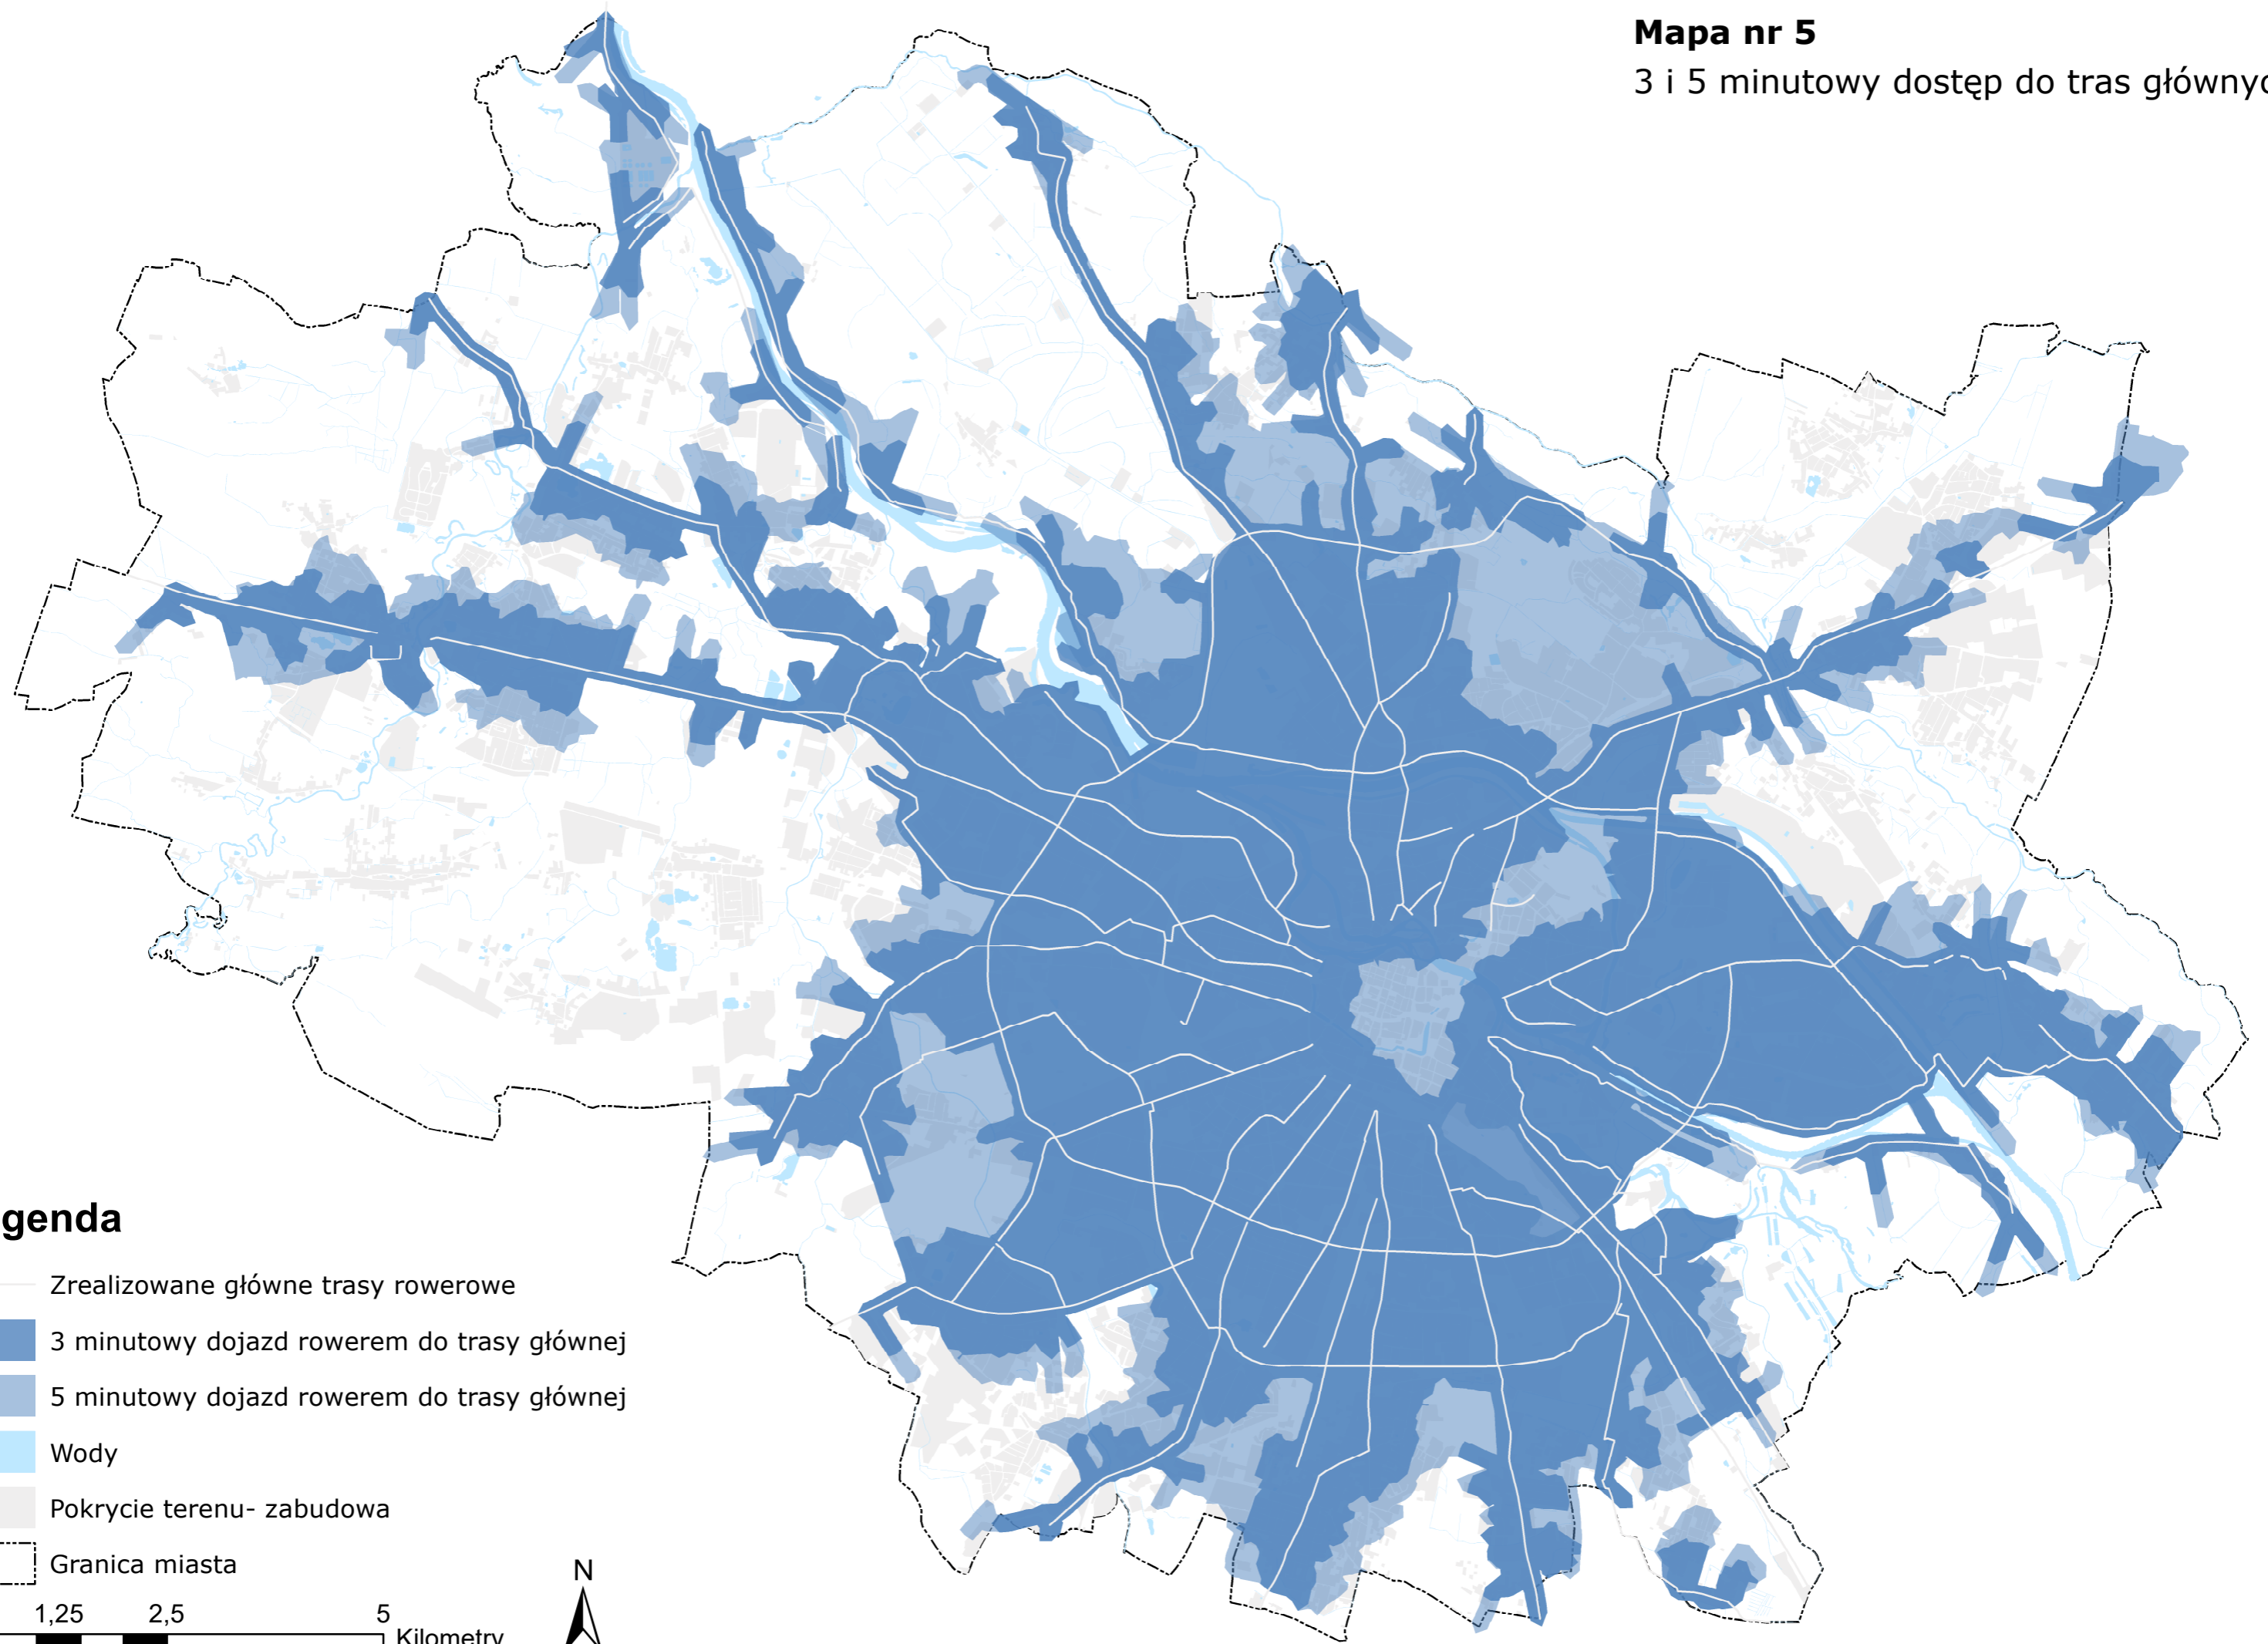 Mapa nr 5
3 i 5 minutowy dostęp do tras głównyc
genda
Zrealizowane główne trasy rowerowe
3 minutowy dojazd rowerem do trasy głównej
5 minutowy dojazd rowerem do trasy głównej
Wody
Pokrycie terenu- zabudowa
Granica miasta
N
1,25 2,5 5
Kilometry